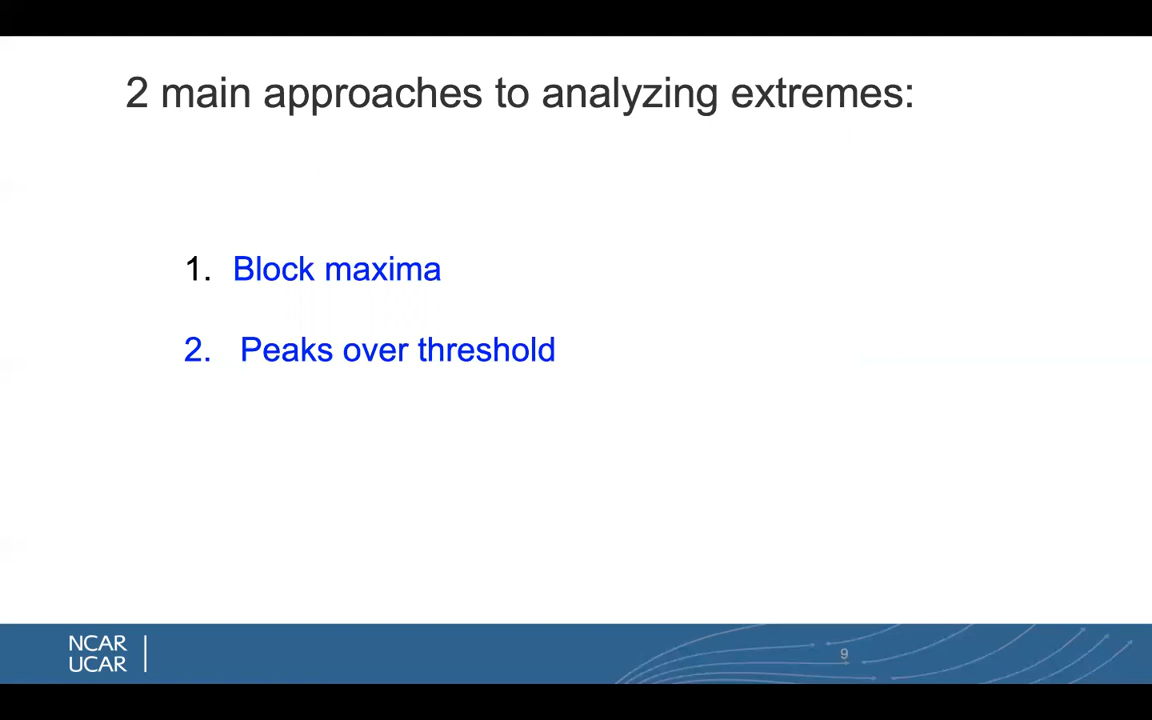 2 main approaches to analyzing extremes:
1. Block maxima
2. Peaks over threshold
NCAR
UCAR
9